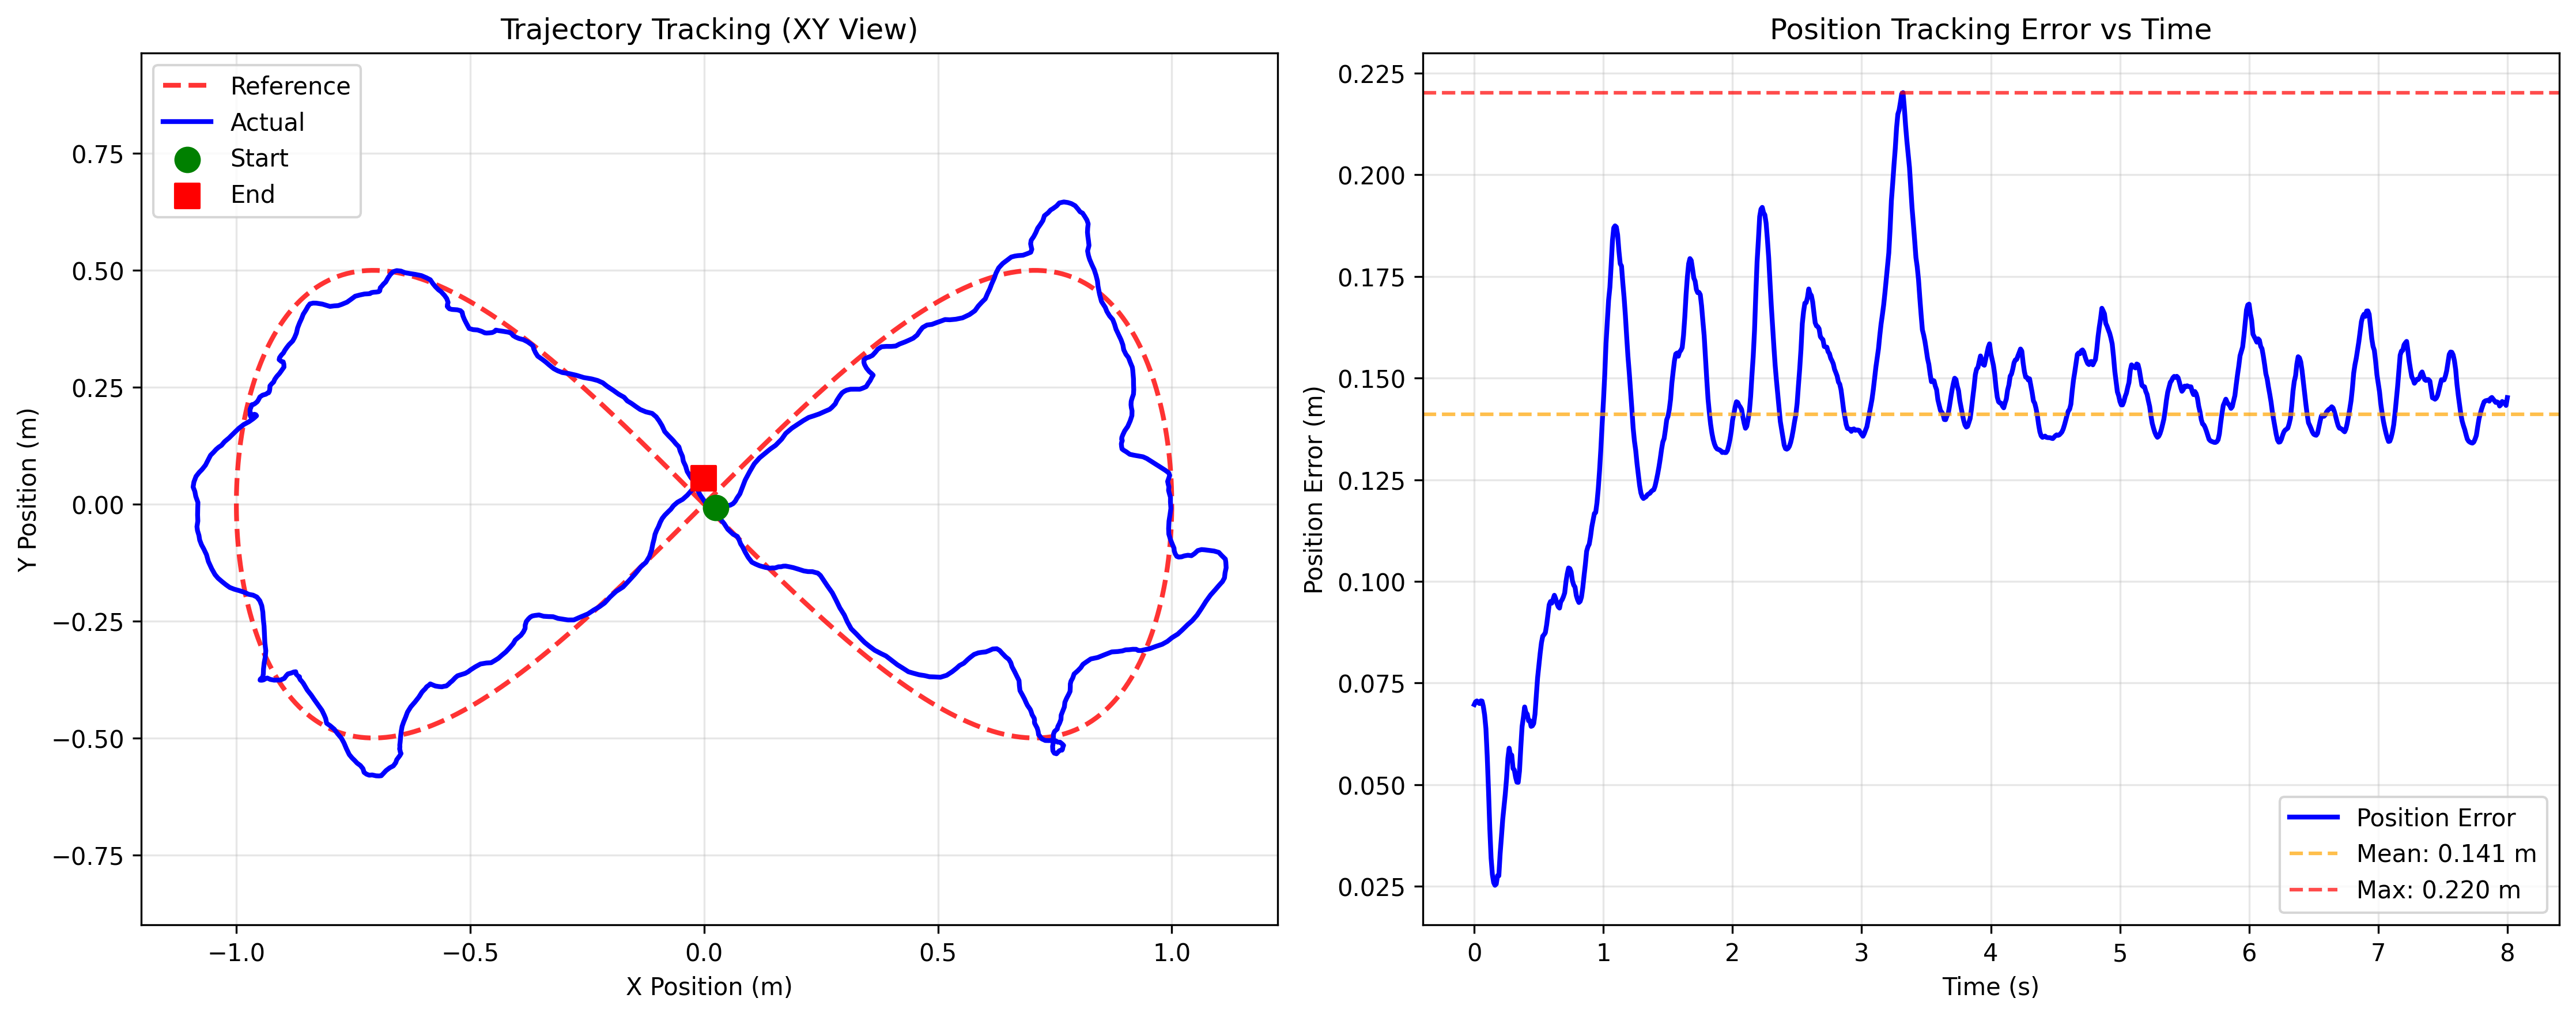 Trajectory Tracking (XY View)
Reference
Actual
Start
End
0.75
0.50
0.25
0.00
−0.25
−0.50
−0.75
Y Position (m)
−1.0
−0.5
0.0
0.5
1.0
X Position (m)
Position Tracking Error vs Time
0.225
0.200
0.175
0.150
0.125
0.100
0.075
0.050
0.025
Position Error (m)
Position Error
Mean: 0.141 m
Max: 0.220 m
0
1
2
3
4
5
6
7
8
Time (s)